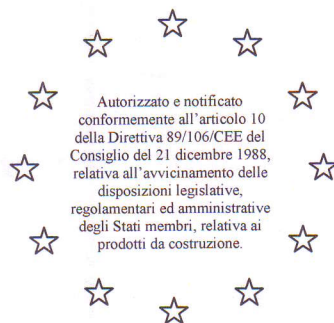 Autorizzato e notificato
conformemente all'articolo 10
della Direttiva 89/106/CEE del
Consiglio del 21 dicembre 1988,
relativa all'avvicinamento delle
disposizioni legislative,
regolamentari ed amministrative
degli Stati membri, relativa ai
prodotti da costruzione.